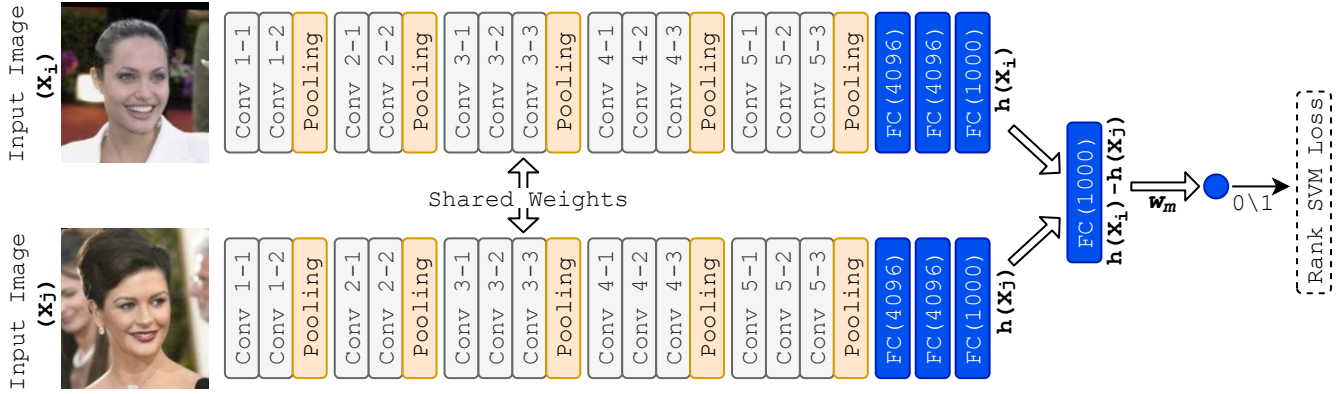 Input Image
(X_i)
Conv 1-1
Conv 1-2
Pooling
Conv 2-1
Conv 2-2
Pooling
Conv 3-1
Conv 3-2
Conv 3-3
Pooling
Conv 4-1
Conv 4-2
Conv 4-3
Pooling
Conv 5-1
Conv 5-2
Conv 5-3
Pooling
FC(4096)
FC(4096)
FC(1000)
h(X_i)
Shared Weights
Input Image
(Xj)
Conv 1-1
Conv 1-2
Pooling
Conv 2-1
Conv 2-2
Pooling
Conv 3-1
Conv 3-2
Conv 3-3
Pooling
Conv 4-1
Conv 4-2
Conv 4-3
Pooling
Conv 5-1
Conv 5-2
Conv 5-3
Pooling
FC(4096)
FC(4096)
FC(1000)
h(Xj)
FC(1000)
h(X_i)-h(Xj)
w_m
0\1
Rank SVM Loss